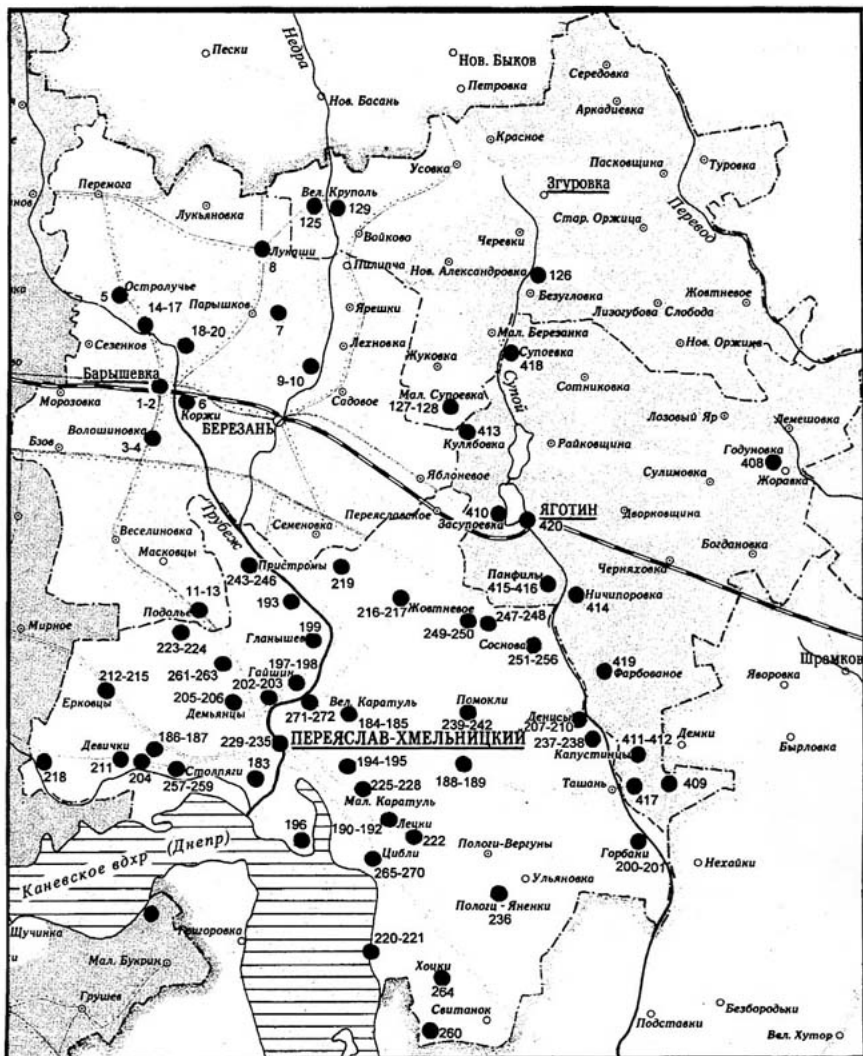 Пески
Недра
Нов. Быков
Петровка
Середовка
Аркадиевка
Нов. Басань
Красное
Усовка
Пасковщина
Туровка
Згуровка
Перевод
Перемога
Лукьяновка
Вел. Круполь
125
129
Войково
Черевки
Стар. Оржица
Лукаши
8
Пилипча
Нов. Александровка
126
Безугловка
Остролучье
5
14-17
Парышков
7
Ярешки
Лизогубова Слобода
Жовтневое
18-20
Сезенков
Лехновка
Мал. Березанка
Нов. Оржица
Жуковка
Супоевка
418
Барышевка
9-10
1-2
Морозовка
6
Коржи
Садовое
Мал. Супоевка
127-128
Супой
Сотниковка
БЕРЕЗАНЬ
413
Кулябовка
Лозовый Яр
Лемешовка
Волошиновка
3-4
Бзов
Райковщина
Годуновка
408
Жоравка
Сулимовка
Яблоневое
Трубеж
Переяславское
410
Засупоевка
ЯГОТИН
420
Дворковщина
Веселиновка
Семеновка
Богдановка
Масковцы
Пристромы
243-246
219
Черняховка
Панфилы
415-416
Ничипоровка
414
11-13
Подолье
193
216-217
Жовтневое
249-250
247-248
Мирное
223-224
199
Гланышев
Соснова
251-256
Шрамков
261-263
197-198
Гайшин
202-203
419
Фарбованое
Яворовка
212-215
Ерковцы
205-206
Демьянцы
271-272
Вел. Каратуль
184-185
Помокли
239-242
Денисы
207-210
186-187
Девички
211
204
229-235
ПЕРЕЯСЛАВ-ХМЕЛЬНИЦКИЙ
237-238
Капустинцы
411-412
Демки
Бырловка
218
Столпяги
257-259
183
194-195
188-189
409
225-228
Ташань
417
Мал. Каратуль
190-192
Лецки
222
196
Цибли
265-270
Пологи-Вергуны
Горбани
200-201
Нехайки
Каневское вдхр (Днепр)
Ульяновка
Пологи - Яненки
236
Щучинка
Григоровка
220-221
Мал. Букрин
Хоцки
264
Грушев
Свитанок
260
Подставки
Безбородьки
Вел. Хутор